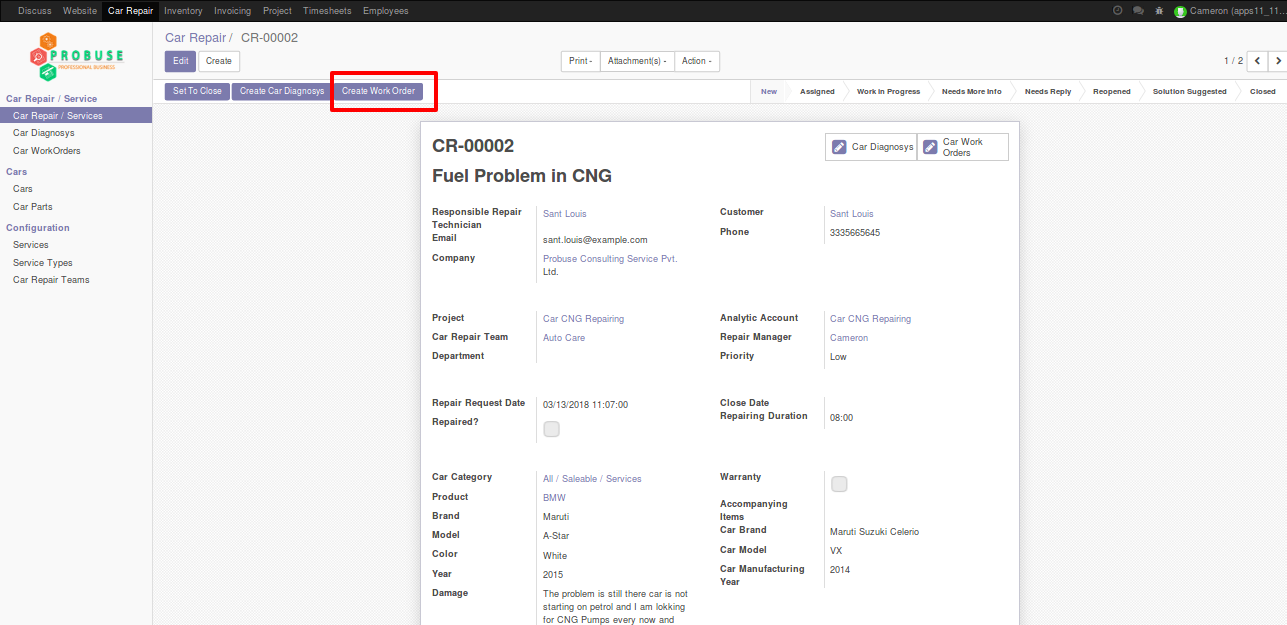 Discuss Website Car Repair Inventory Invoicing Project Timesheets Employees
Cameron (apps11_11...
PROBUSE
PROFESSIONAL BUSINESS
Car Repair / Service
Car Repair / Services
Car Diagnosys
Car WorkOrders
Cars
Cars
Car Parts
Configuration
Services
Service Types
Car Repair Teams
Car Repair / CR-00002
Edit Create
Print Attachment(s) Action
1 / 2
Set To Close Create Car Diagnosys Create Work Order
New Assigned Work In Progress Needs More Info Needs Reply Reopened Solution Suggested Closed
Car Diagnosys
Car Work
Orders
CR-00002
Fuel Problem in CNG
Responsible Repair
Technician
Sant Louis
Email
sant.louis@example.com
Company
Probuse Consulting Service Pvt.
Ltd.
Customer Sant Louis
Phone 3335665645
Project Car CNG Repairing
Car Repair Team Auto Care
Department
Analytic Account Car CNG Repairing
Repair Manager Cameron
Priority Low
Repair Request Date 03/13/2018 11:07:00
Repaired?
Close Date
Repairing Duration 08:00
Car Category All / Saleable / Services
Product BMW
Brand Maruti
Model A-Star
Color White
Year 2015
Damage The problem is still there car is not
starting on petrol and I am lokking
for CNG Pumps every now and
Warranty
Accompanying
Items
Car Brand Maruti Suzuki Celerio
Car Model VX
Car Manufacturing
Year
2014